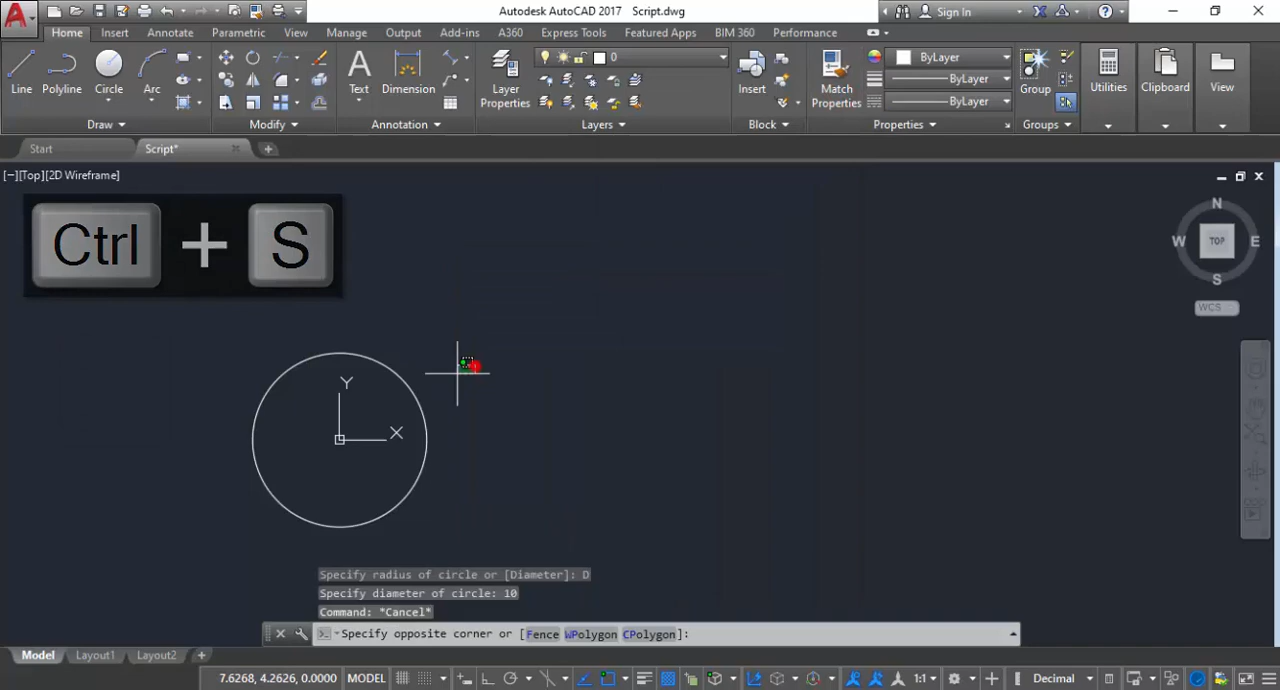 Autodesk AutoCAD 2017 Script.dwg
Sign In
Home Insert Annotate Parametric View Manage Output Add-ins A360 Express Tools Featured Apps BIM 360 Performance
Line Polyline Circle Arc
Text Dimension
Layer Properties
0
Insert
Match Properties
ByLayer
ByLayer
ByLayer
Group
Utilities Clipboard View
Draw Modify Annotation Layers Block Properties Groups
Start Script*
[−][Top][2D Wireframe]
Ctrl + S
N
W TOP E
S
WCS
Y
X
Specify radius of circle or [Diameter]: D
Specify diameter of circle: 10
Command: *Cancel*
Specify opposite corner or [Fence WPolygon CPolygon]:
Model Layout1 Layout2 +
7.6268, 4.2626, 0.0000 MODEL 1:1 Decimal